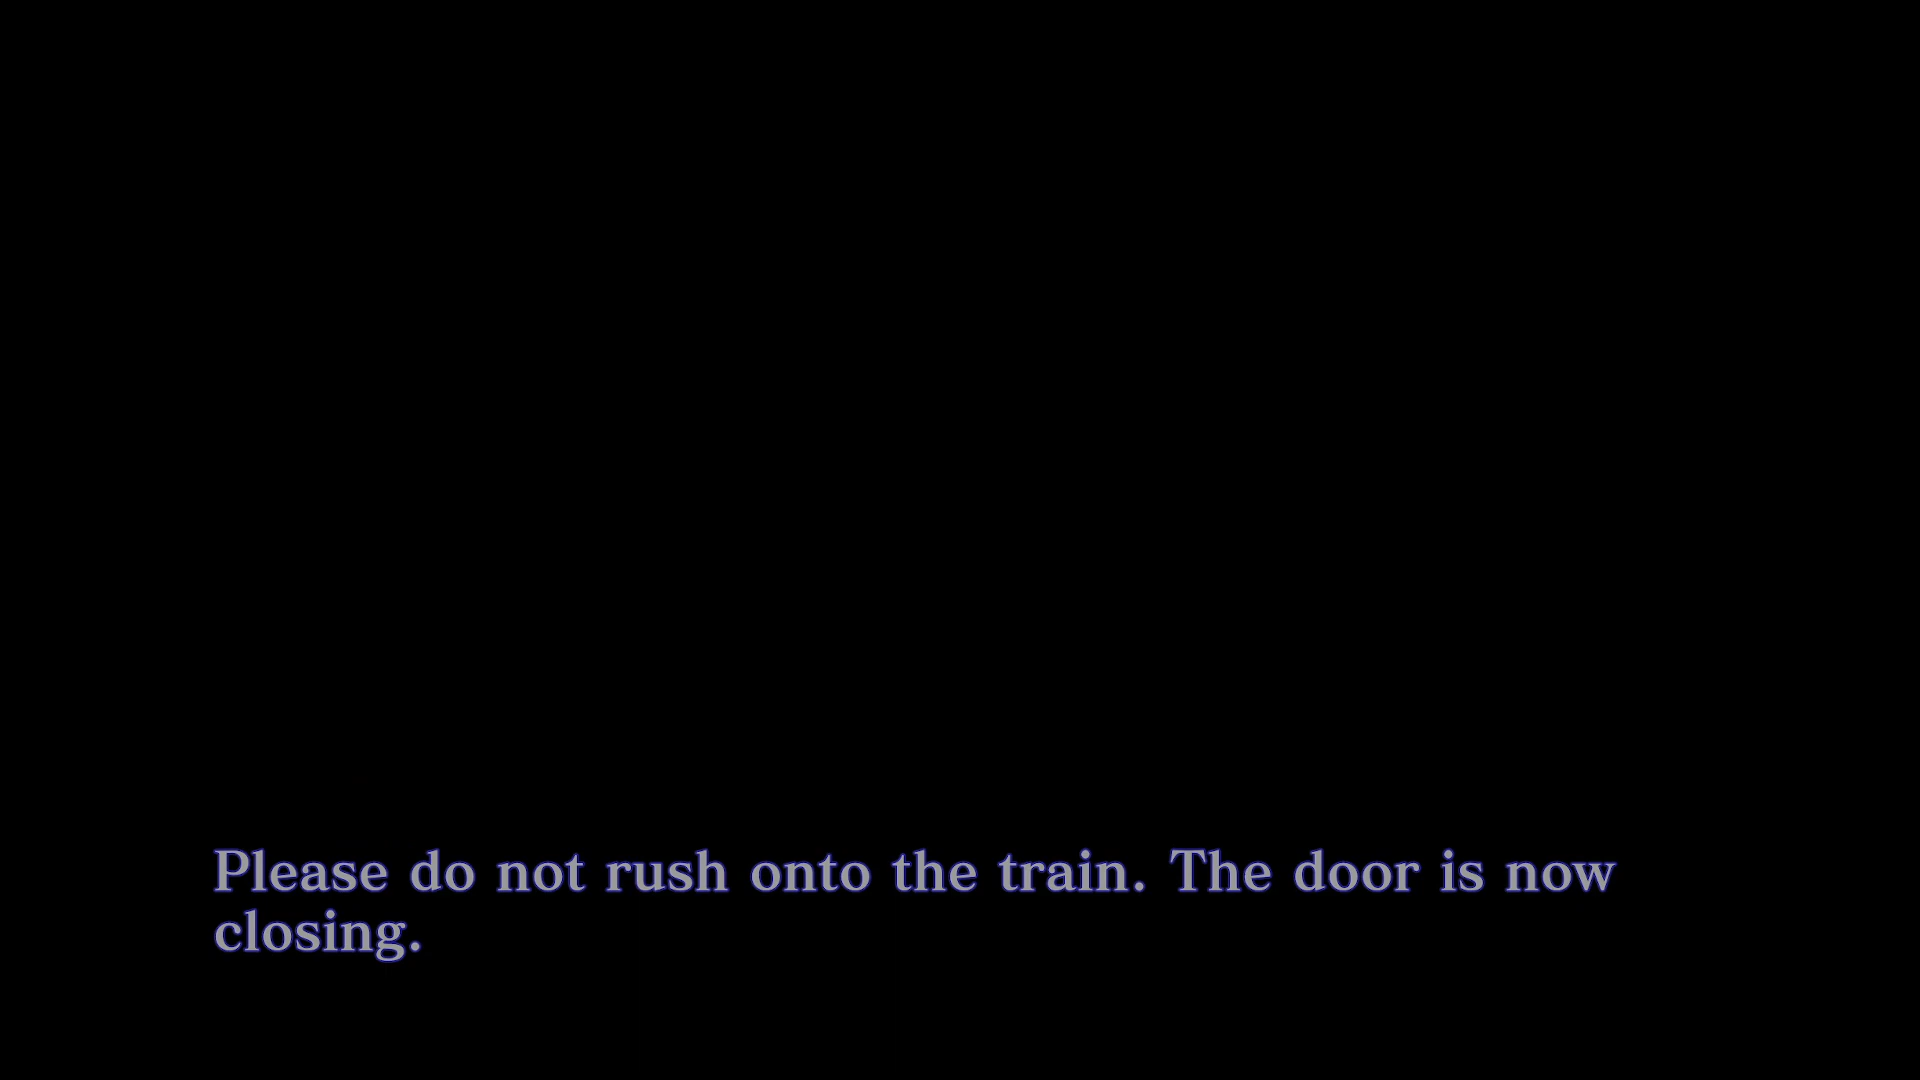 Please do not rush onto the train. The door is now
closing.